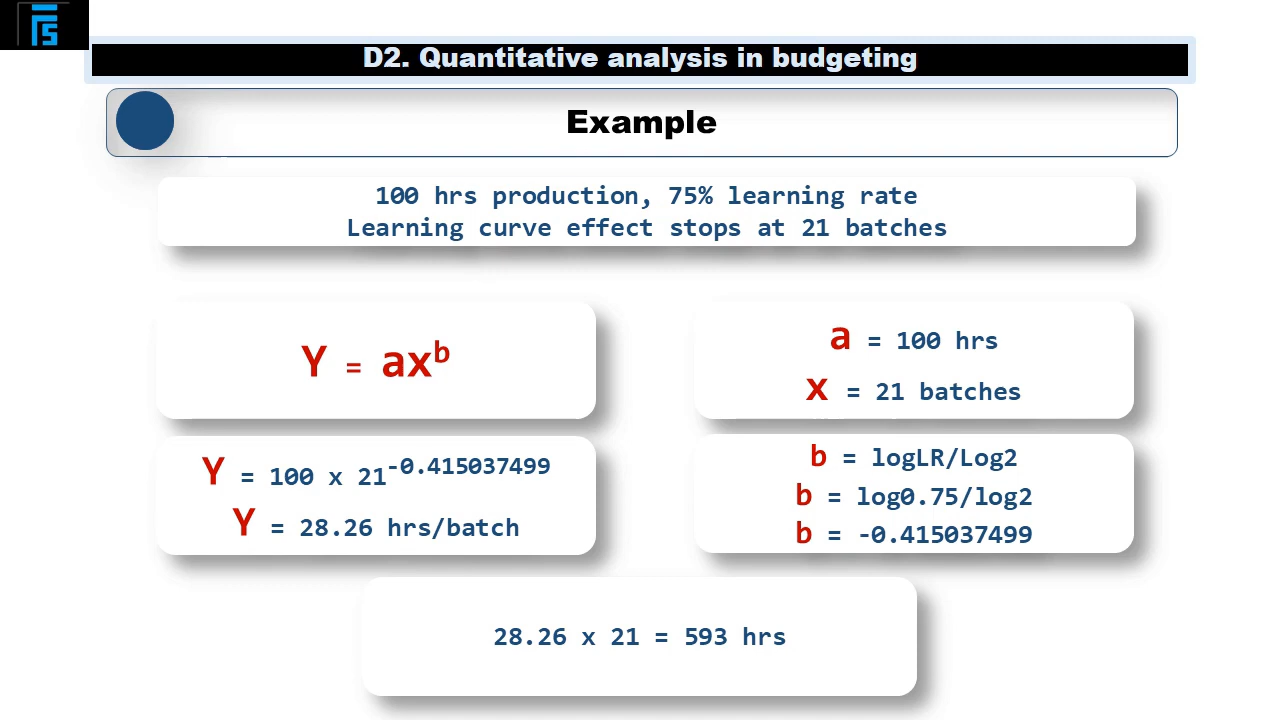 FTS
D2. Quantitative analysis in budgeting
Example
100 hrs production, 75% learning rate
Learning curve effect stops at 21 batches
Y = ax^b
a = 100 hrs
x = 21 batches
Y = 100 x 21^-0.415037499
Y = 28.26 hrs/batch
b = logLR/Log2
b = log0.75/log2
b = -0.415037499
28.26 x 21 = 593 hrs